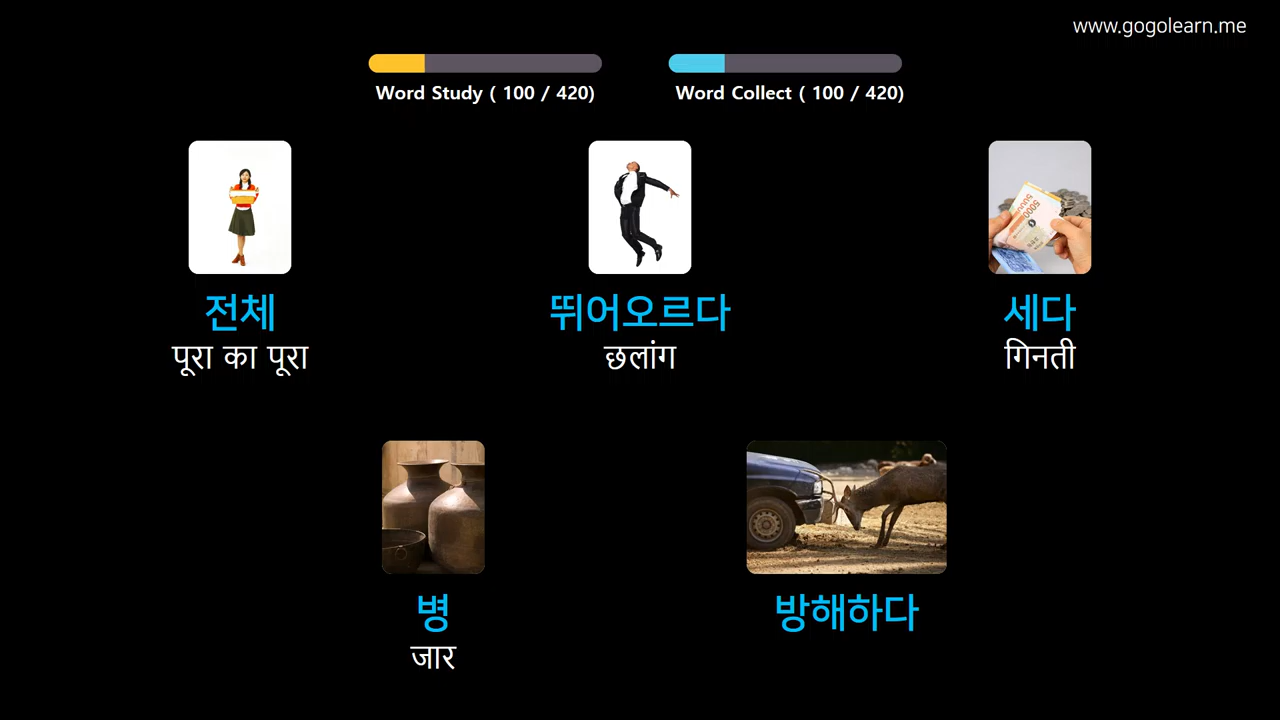 www.gogolearn.me
Word Study ( 100 / 420)
Word Collect ( 100 / 420)
전체
पूरा का पूरा
뛰어오르다
छलांग
세다
गिनती
5000
병
जार
방해하다